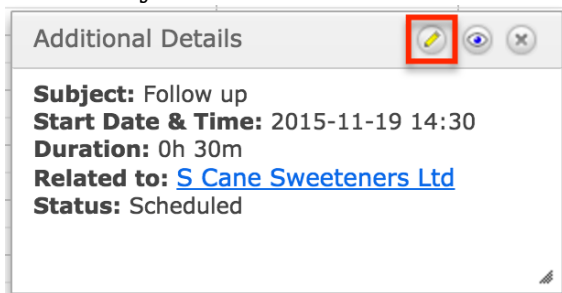 Additional Details
Subject: Follow up
Start Date & Time: 2015-11-19 14:30
Duration: 0h 30m
Related to: S Cane Sweeteners Ltd
Status: Scheduled